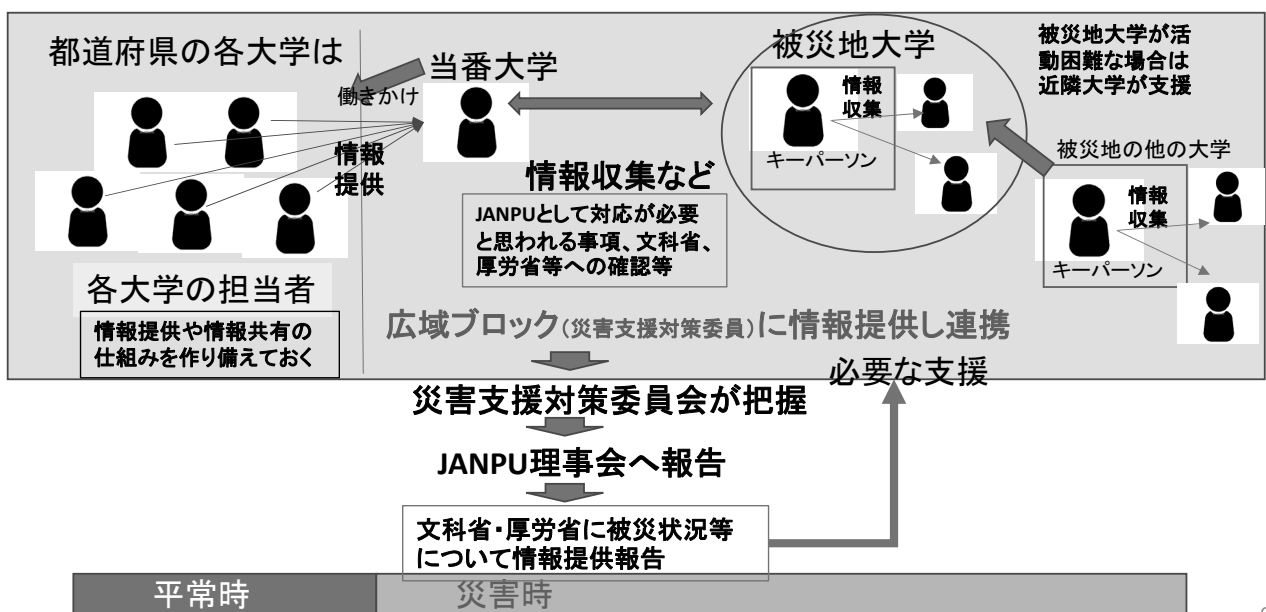 都道府県の各大学は
働きかけ
情報
提供
各大学の担当者
情報提供や情報共有の
仕組みを作り備えておく
当番大学
情報収集など
JANPUとして対応が必要
と思われる事項、文科省、
厚労省等への確認等
被災地大学
情報
収集
キーパーソン
被災地大学が活
動困難な場合は
近隣大学が支援
被災地の他の大学
情報
収集
キーパーソン
広域ブロック(災害支援対策委員)に情報提供し連携
必要な支援
災害支援対策委員会が把握
JANPU理事会へ報告
文科省・厚労省に被災状況等
について情報提供報告
平常時
災害時